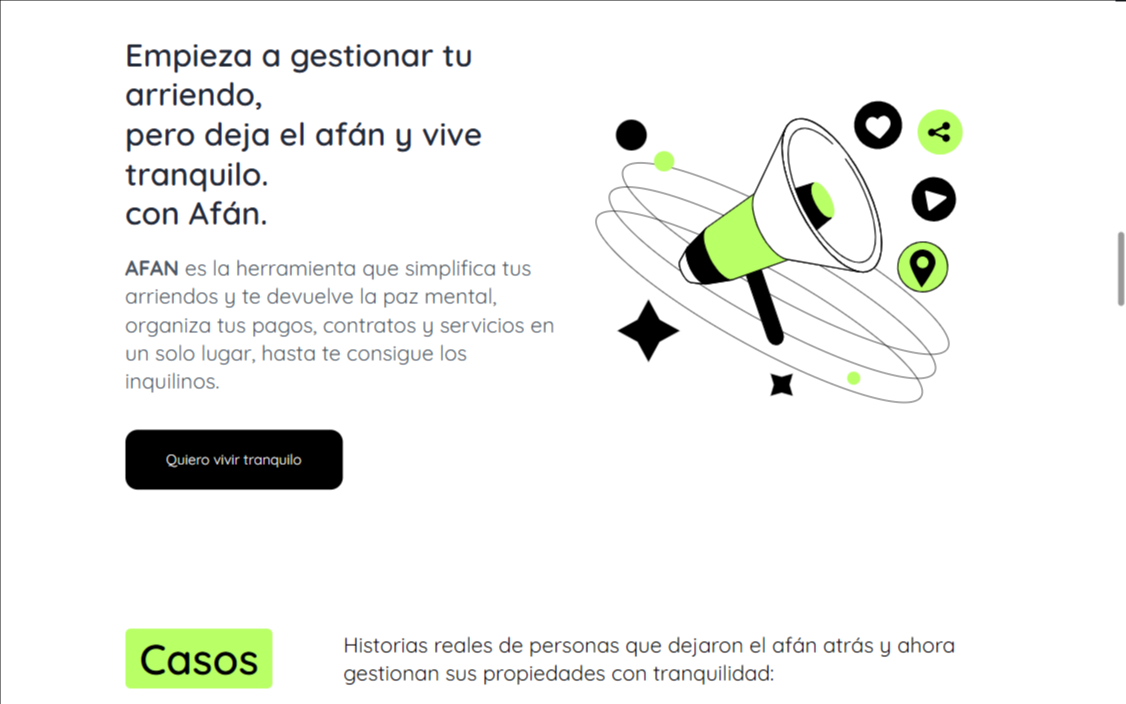 Empieza a gestionar tu
arriendo,
pero deja el afán y vive
tranquilo.
con Afán.
AFAN es la herramienta que simplifica tus
arriendos y te devuelve la paz mental,
organiza tus pagos, contratos y servicios en
un solo lugar, hasta te consigue los
inquilinos.
Quiero vivir tranquilo
Casos
Historias reales de personas que dejaron el afán atrás y ahora
gestionan sus propiedades con tranquilidad: